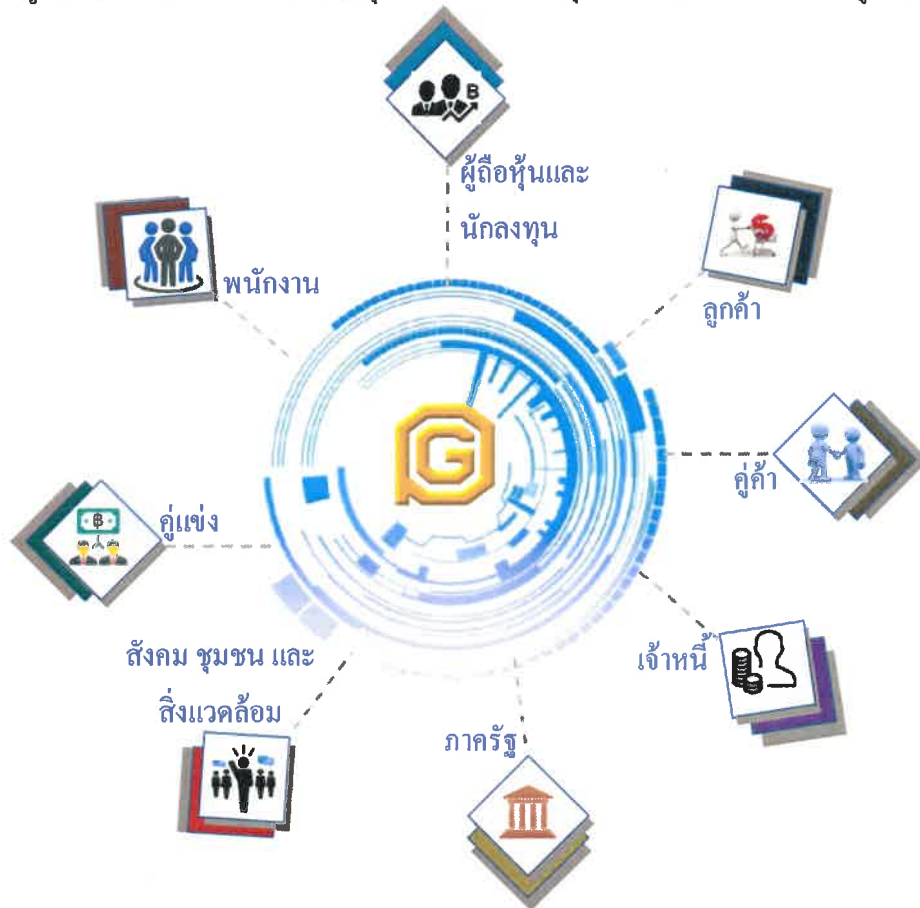 ผู้ถือหุ้นและ
นักลงทุน
พนักงาน
ลูกค้า
คู่ค้า
คู่แข่ง
สังคม ชุมชน และ
สิ่งแวดล้อม
เจ้าหนี้
ภาครัฐ